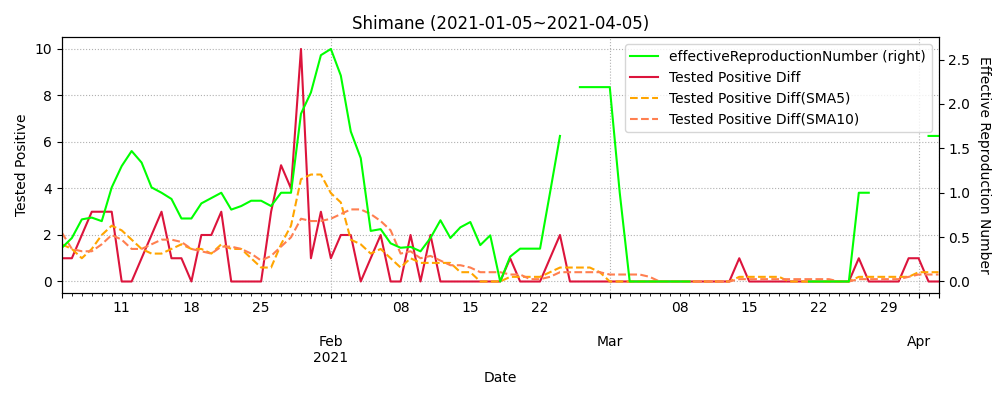 Shimane (2021-01-05~2021-04-05)
effectiveReproductionNumber (right)
Tested Positive Diff
Tested Positive Diff(SMA5)
Tested Positive Diff(SMA10)
Tested Positive
10
8
6
4
2
0
2.5
2.0
1.5
1.0
0.5
0.0
Effective Reproduction Number
11 18 25 08 15 22 08 15 22 29
Feb Mar Apr
2021
Date